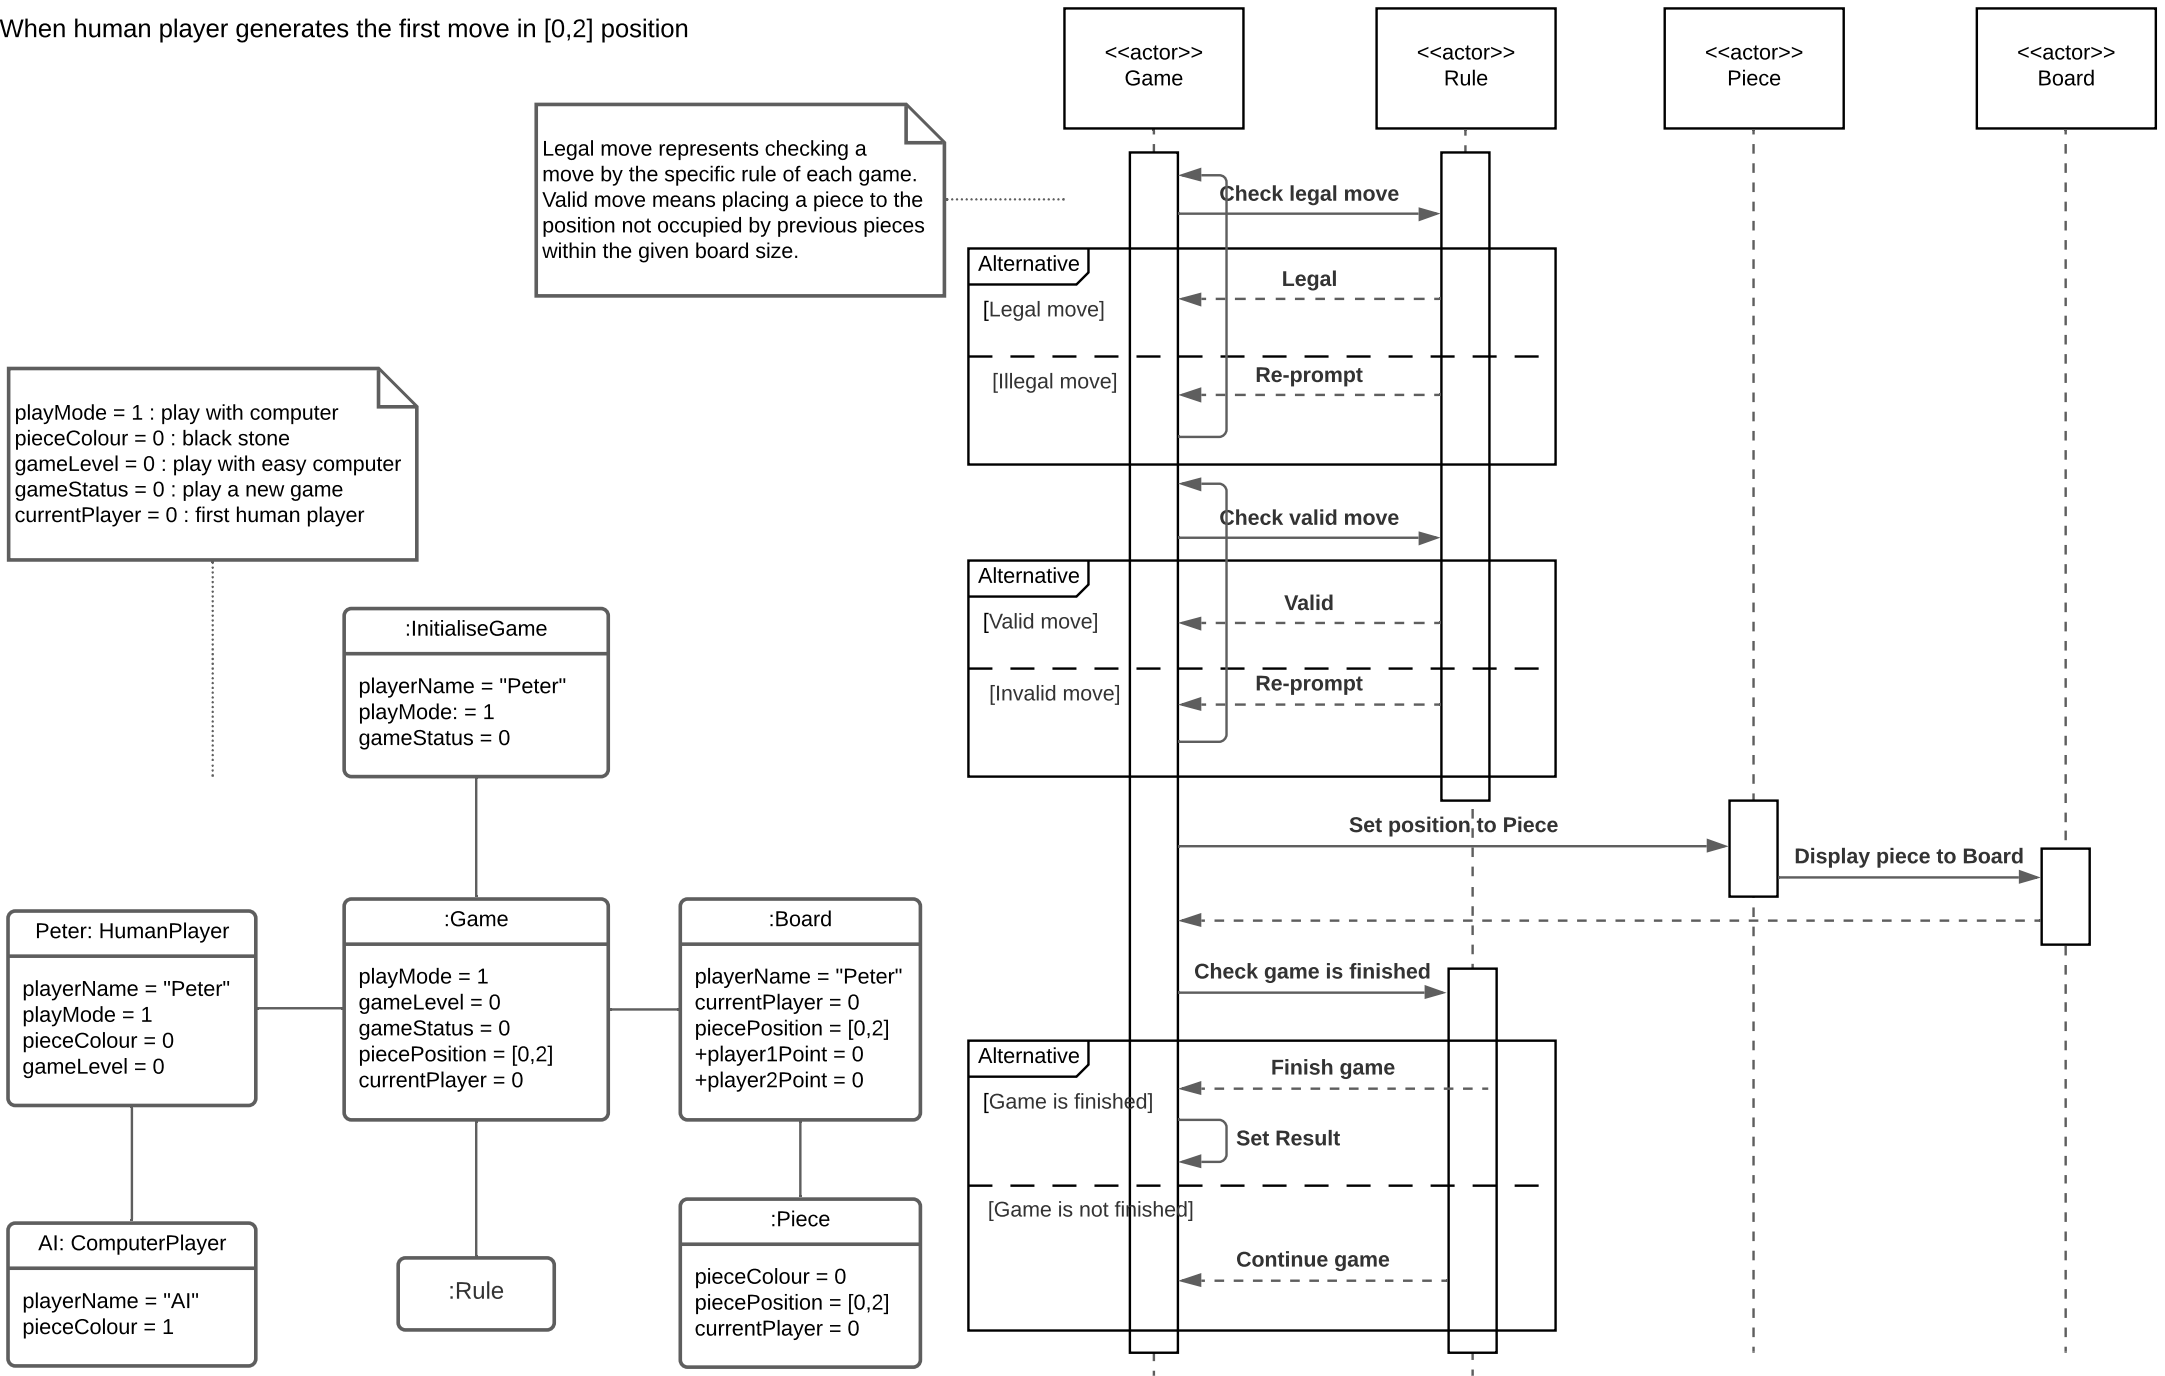 When human player generates the first move in [0,2] position
<<actor>>
Game
<<actor>>
Rule
<<actor>>
Piece
<<actor>>
Board
Legal move represents checking a
move by the specific rule of each game.
Valid move means placing a piece to the
position not occupied by previous pieces
within the given board size.
playMode = 1 : play with computer
pieceColour = 0 : black stone
gameLevel = 0 : play with easy computer
gameStatus = 0 : play a new game
currentPlayer = 0 : first human player
:InitialiseGame
playerName = "Peter"
playMode: = 1
gameStatus = 0
Peter: HumanPlayer
playerName = "Peter"
playMode = 1
pieceColour = 0
gameLevel = 0
:Game
playMode = 1
gameLevel = 0
gameStatus = 0
piecePosition = [0,2]
currentPlayer = 0
:Board
playerName = "Peter"
currentPlayer = 0
piecePosition = [0,2]
+player1Point = 0
+player2Point = 0
AI: ComputerPlayer
playerName = "AI"
pieceColour = 1
:Rule
:Piece
pieceColour = 0
piecePosition = [0,2]
currentPlayer = 0
Check legal move
Alternative
Legal
[Legal move]
Re-prompt
[Illegal move]
Check valid move
Alternative
Valid
[Valid move]
Re-prompt
[Invalid move]
Set position to Piece
Display piece to Board
Check game is finished
Alternative
Finish game
[Game is finished]
Set Result
[Game is not finished]
Continue game